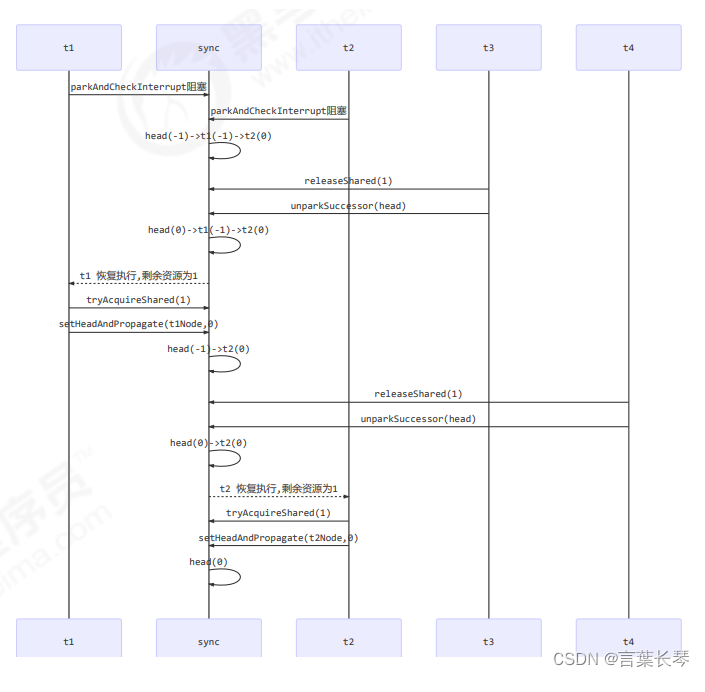 t1 sync t2 t3 t4
parkAndCheckInterrupt阻塞
parkAndCheckInterrupt阻塞
head(-1)->t1(-1)->t2(0)
releaseShared(1)
unparkSuccessor(head)
head(0)->t1(-1)->t2(0)
t1 恢复执行,剩余资源为1
tryAcquireShared(1)
setHeadAndPropagate(t1Node,0)
head(-1)->t2(0)
releaseShared(1)
unparkSuccessor(head)
head(0)->t2(0)
t2 恢复执行,剩余资源为1
tryAcquireShared(1)
setHeadAndPropagate(t2Node,0)
head(0)
t1 sync t2 t3 t4
CSDN @言葉长琴